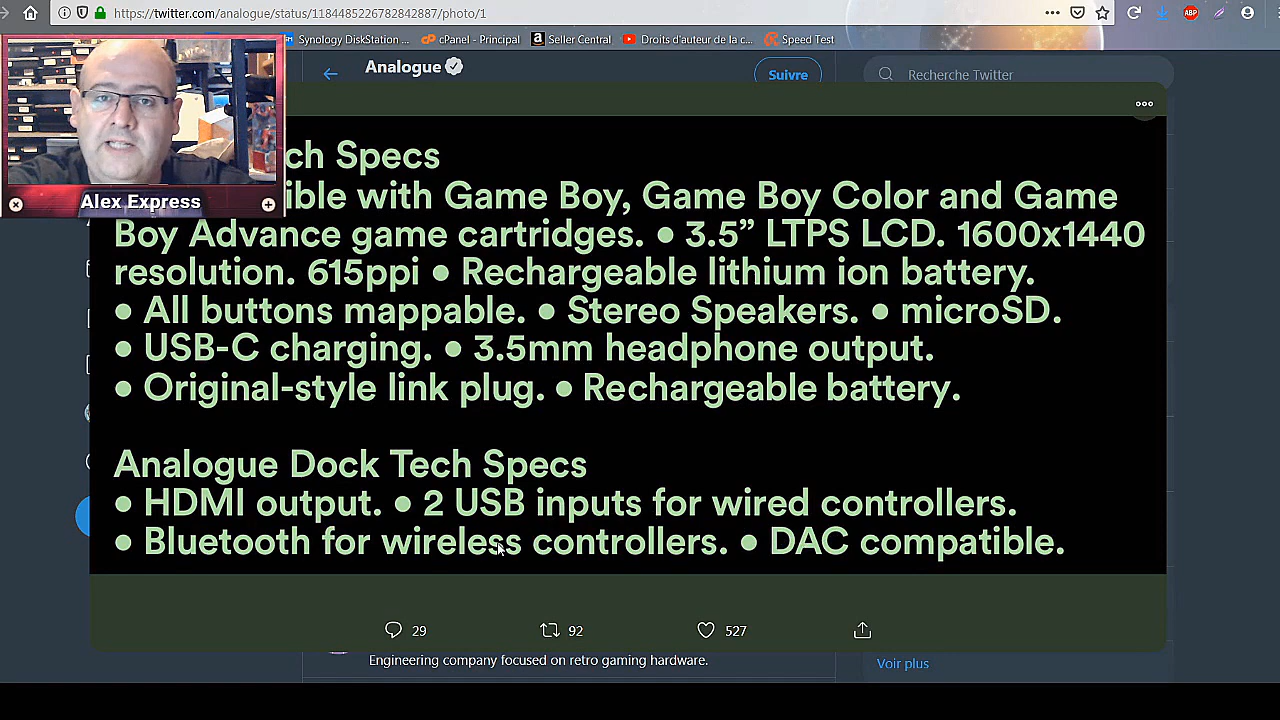 https://twitter.com/analogue/status/1184485226782842887/photo/1
Synology DiskStation ... cPanel - Principal Seller Central Droits d'auteur de la c... Speed Test
Analogue
Suivre
Recherche Twitter
ch Specs
ible with Game Boy, Game Boy Color and Game
Boy Advance game cartridges. • 3.5” LTPS LCD. 1600x1440
resolution. 615ppi • Rechargeable lithium ion battery.
• All buttons mappable. • Stereo Speakers. • microSD.
• USB-C charging. • 3.5mm headphone output.
• Original-style link plug. • Rechargeable battery.
Analogue Dock Tech Specs
• HDMI output. • 2 USB inputs for wired controllers.
• Bluetooth for wireless controllers. • DAC compatible.
Alex Express
29 92 527
Engineering company focused on retro gaming hardware.
Voir plus
ABP